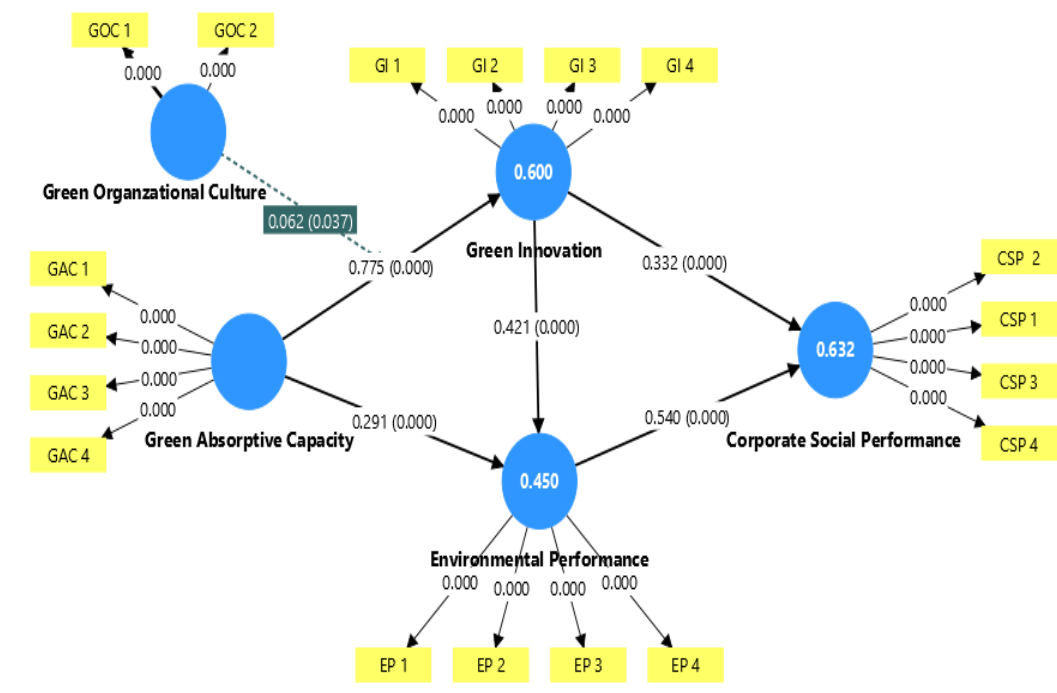 GOC 1
GOC 2
0.000
0.000
Green Organzational Culture
0.062 (0.037)
GI 1
GI 2
GI 3
GI 4
0.000
0.000
0.000
0.000
0.600
Green Innovation
0.775 (0.000)
0.332 (0.000)
0.421 (0.000)
GAC 1
GAC 2
GAC 3
GAC 4
0.000
0.000
0.000
0.000
Green Absorptive Capacity
0.291 (0.000)
0.540 (0.000)
0.632
Corporate Social Performance
0.000
0.000
0.000
0.000
CSP 2
CSP 1
CSP 3
CSP 4
0.450
Environmental Performance
0.000
0.000
0.000
0.000
EP 1
EP 2
EP 3
EP 4